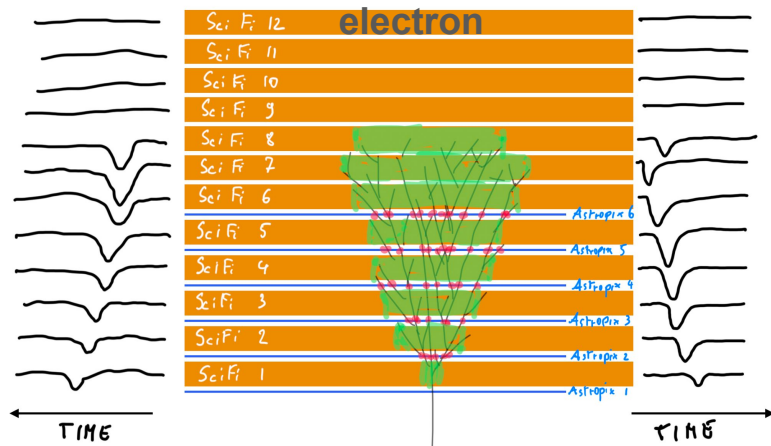 electron
SciFi 12
SciFi 11
SciFi 10
SciFi 9
SciFi 8
SciFi 7
SciFi 6
Astropix 6
SciFi 5
Astropix 5
SciFi 4
Astropix 4
SciFi 3
Astropix 3
SciFi 2
Astropix 2
SciFi 1
Astropix 1
TIME
TIME